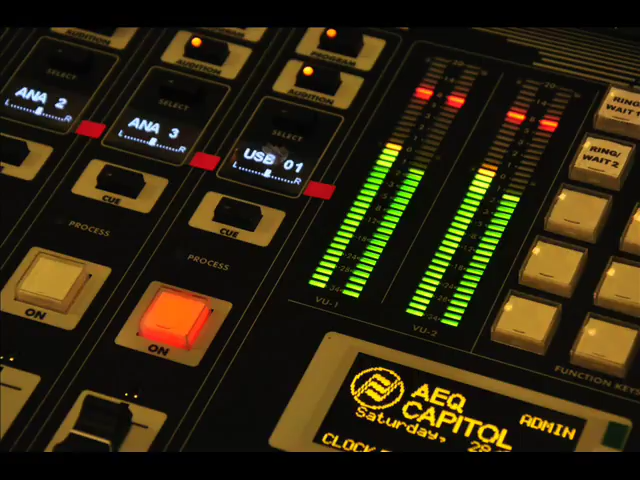 AUDITION
AUDITION
PROGRAM
AUDITION
SELECT
SELECT
SELECT
ANA 2
L R
ANA 3
L R
USB 01
L R
CUE
CUE
PROCESS
PROCESS
ON
ON
VU-1
VU-2
RING/
WAIT 1
RING/
WAIT 2
FUNCTION KEYS
AEQ
CAPITOL
ADMIN
Saturday, 28
CLOCK